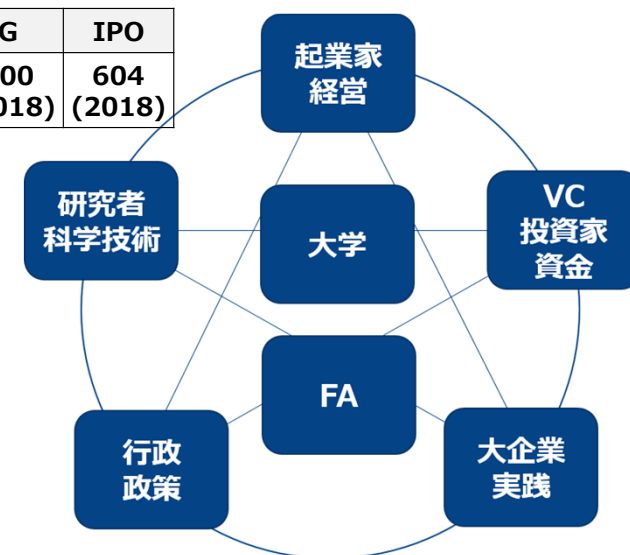 G IPO
00 604
018) (2018)
起業家
経営
研究者
科学技術
大学
VC
投資家
資金
FA
行政
政策
大企業
実践